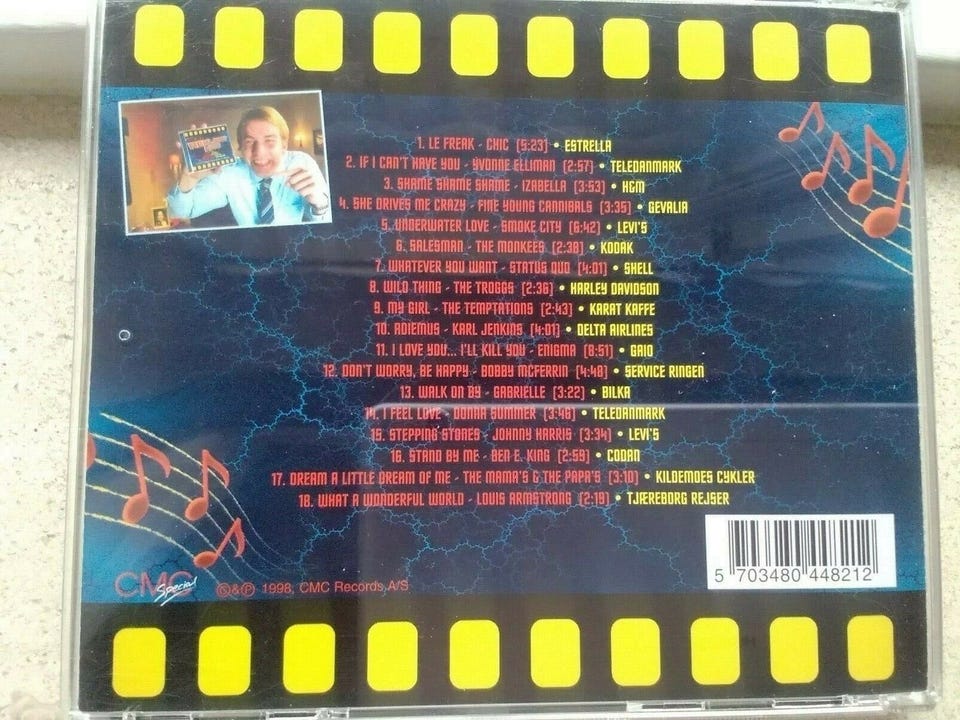 1. LE FREAK - CHIC [5:23] • ESTRELLA
2. IF I CAN'T HAVE YOU - YVONNE ELLIMAN [2:57] • TELEDANMARK
3. SHAME SHAME SHAME - IZABELLA [3:53] • H&M
4. SHE DRIVES ME CRAZY - FINE YOUNG CANNIBALS [3:35] • GEVALIA
5. UNDERWATER LOVE - SMOKE CITY [6:42] • LEVI'S
6. SALESMAN - THE MONKEES [2:38] • KODAK
7. WHATEVER YOU WANT - STATUS QUO [4:01] • SHELL
8. WILD THING - THE TROGGS [2:36] • HARLEY DAVIDSON
9. MY GIRL - THE TEMPTATIONS [2:43] • KARAT KAFFE
10. ADIEMUS - KARL JENKINS [4:01] • DELTA AIRLINES
11. I LOVE YOU... I'LL KILL YOU - ENIGMA [8:51] • GAIO
12. DON'T WORRY, BE HAPPY - BOBBY MCFERRIN [4:48] • SERVICE RINGEN
13. WALK ON BY - GABRIELLE [3:22] • BILKA
14. I FEEL LOVE - DONNA SUMMER [3:46] • TELEDANMARK
15. STEPPING STONES - JOHNNY HARRIS [3:34] • LEVI'S
16. STAND BY ME - BEN E. KING [2:59] • CODAN
17. DREAM A LITTLE DREAM OF ME - THE MAMA'S & THE PAPA'S [3:10] • KILDEMOES CYKLER
18. WHAT A WONDERFUL WORLD - LOUIS ARMSTRONG [2:19] • TJÆREBORG REJSER
5 703480 448212
CMC Special ©&℗ 1998, CMC Records A/S